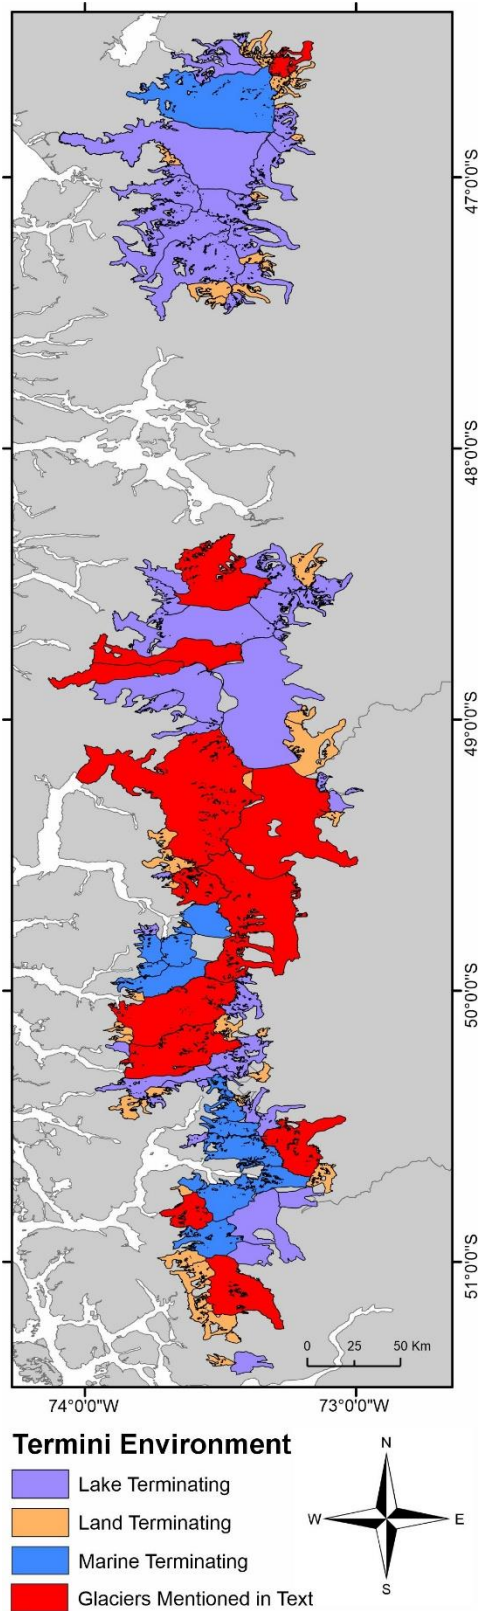 47°0'0"S
48°0'0"S
49°0'0"S
50°0'0"S
51°0'0"S
0 25 50 Km
74°0'0"W 73°0'0"W
Termini Environment
Lake Terminating
Land Terminating
Marine Terminating
Glaciers Mentioned in Text
N
W E
S